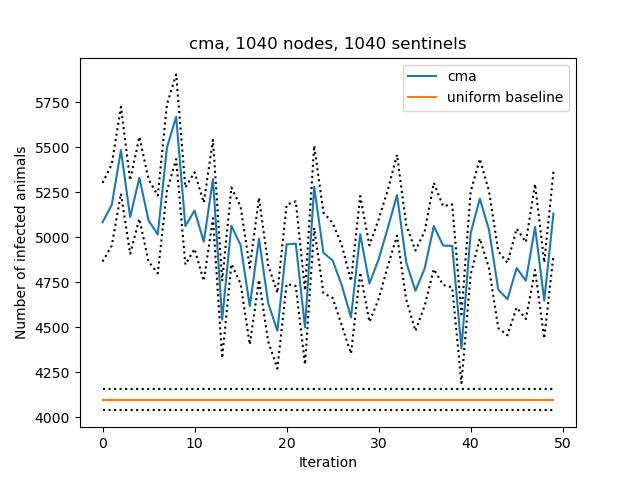 cma, 1040 nodes, 1040 sentinels
cma
uniform baseline
Number of infected animals
5750
5500
5250
5000
4750
4500
4250
4000
0 10 20 30 40 50
Iteration